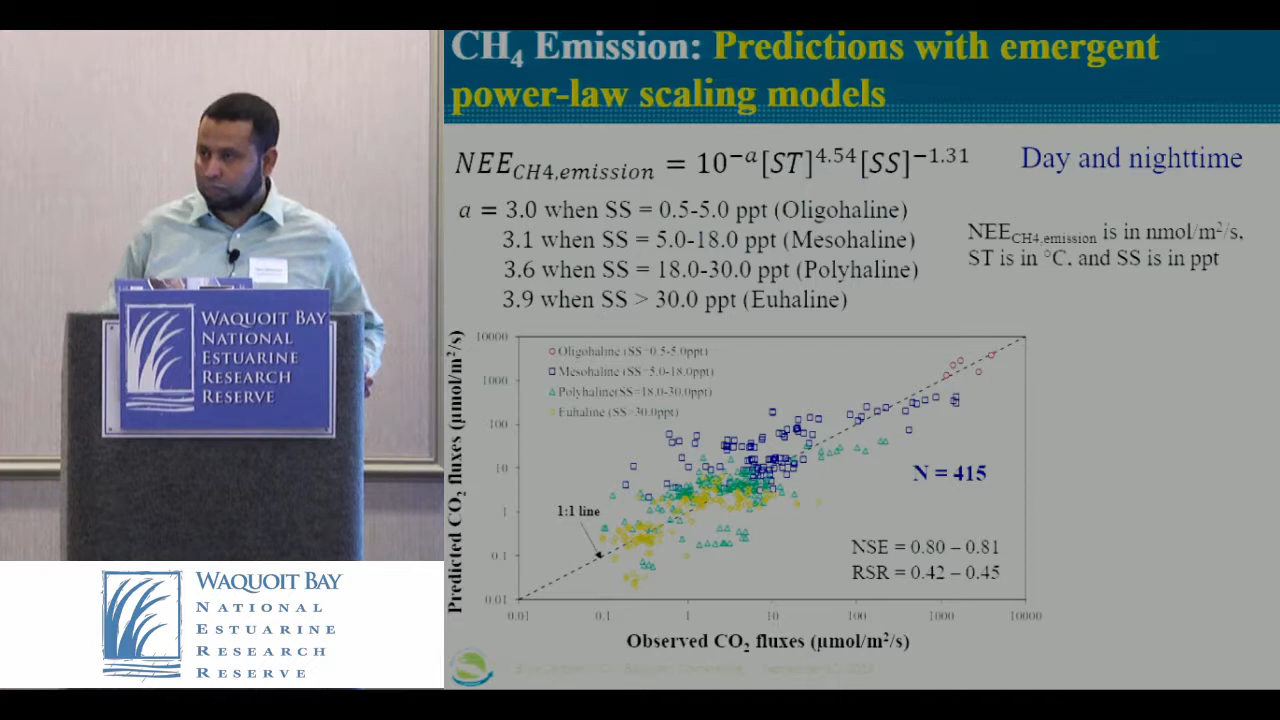 CH4 Emission: Predictions with emergent
power-law scaling models
NEE_CH4,emission = 10^−a[ST]^4.54[SS]^−1.31
Day and nighttime
a = 3.0 when SS = 0.5-5.0 ppt (Oligohaline)
3.1 when SS = 5.0-18.0 ppt (Mesohaline)
3.6 when SS = 18.0-30.0 ppt (Polyhaline)
3.9 when SS > 30.0 ppt (Euhaline)
NEE_CH4,emission is in nmol/m²/s,
ST is in °C. and SS is in ppt
Predicted CO2 fluxes (µmol/m²/s)
10000
1000
100
10
1
0.1
0.01
Oligohaline (SS=0.5-5.0ppt)
Mesohaline(SS=5.0-18.0ppt)
Polyhaline(SS=18.0-30.0ppt)
Euhaline (SS>30.0ppt)
1:1 line
N = 415
NSE = 0.80 – 0.81
RSR = 0.42 – 0.45
0.01 0.1 1 10 100 1000 10000
Observed CO2 fluxes (µmol/m²/s)
WAQUOIT BAY
NATIONAL
ESTUARINE
RESEARCH
RESERVE
WAQUOIT BAY
NATIONAL
ESTUARINE
RESEARCH
RESERVE